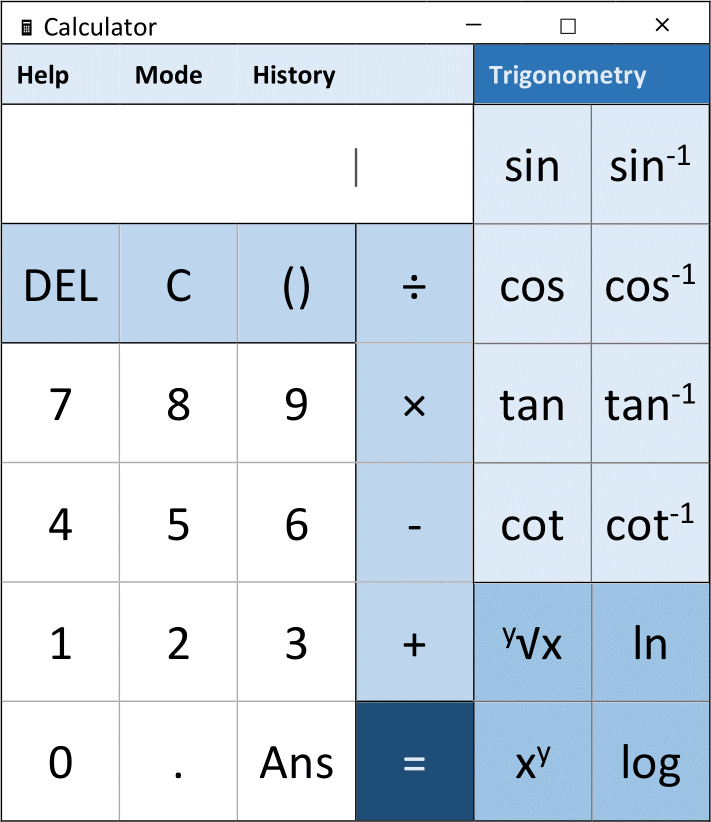 Calculator
Help Mode History Trigonometry
sin sin⁻¹
DEL C () ÷ cos cos⁻¹
7 8 9 × tan tan⁻¹
4 5 6 - cot cot⁻¹
1 2 3 + ʸ√x ln
0 . Ans = xʸ log